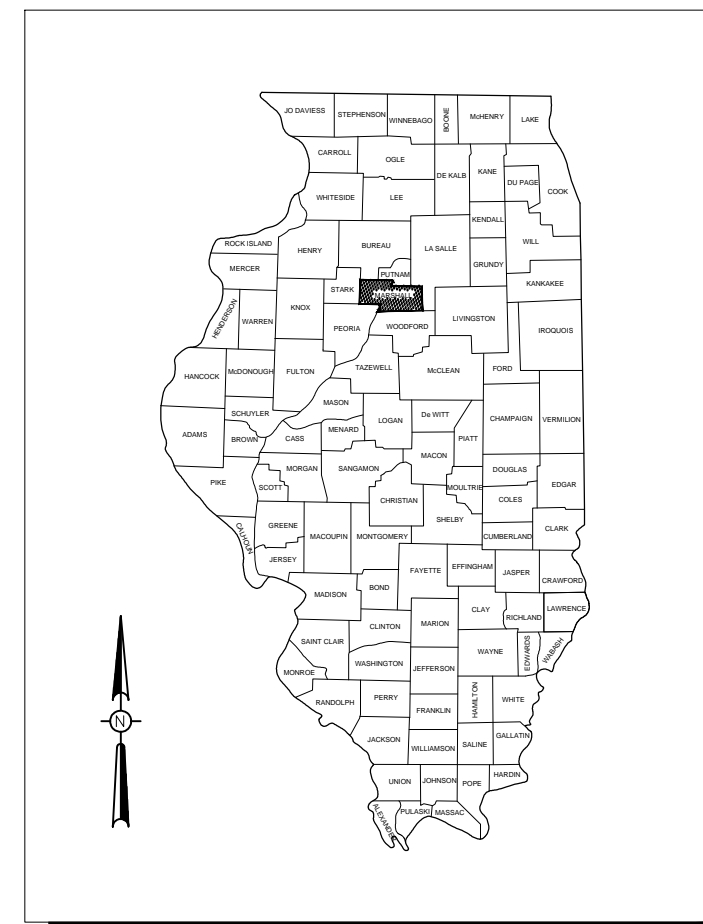 JO DAVIESS
STEPHENSON
WINNEBAGO
BOONE
McHENRY
LAKE
CARROLL
OGLE
DE KALB
KANE
DU PAGE
COOK
WHITESIDE
LEE
KENDALL
WILL
ROCK ISLAND
HENRY
BUREAU
LA SALLE
GRUNDY
MERCER
PUTNAM
KANKAKEE
STARK
MARSHALL
HENDERSON
WARREN
KNOX
PEORIA
WOODFORD
LIVINGSTON
IROQUOIS
HANCOCK
McDONOUGH
FULTON
TAZEWELL
McCLEAN
FORD
MASON
SCHUYLER
LOGAN
De WITT
CHAMPAIGN
VERMILION
ADAMS
BROWN
CASS
MENARD
PIATT
MACON
MORGAN
SANGAMON
DOUGLAS
PIKE
SCOTT
MOULTRIE
EDGAR
CHRISTIAN
COLES
SHELBY
CALHOUN
GREENE
MACOUPIN
MONTGOMERY
CUMBERLAND
CLARK
JERSEY
FAYETTE
EFFINGHAM
JASPER
CRAWFORD
MADISON
BOND
CLAY
RICHLAND
LAWRENCE
CLINTON
MARION
SAINT CLAIR
WAYNE
EDWARDS
WABASH
WASHINGTON
JEFFERSON
MONROE
RANDOLPH
PERRY
HAMILTON
WHITE
FRANKLIN
N
JACKSON
WILLIAMSON
SALINE
GALLATIN
UNION
JOHNSON
POPE
HARDIN
ALEXANDER
PULASKI
MASSAC